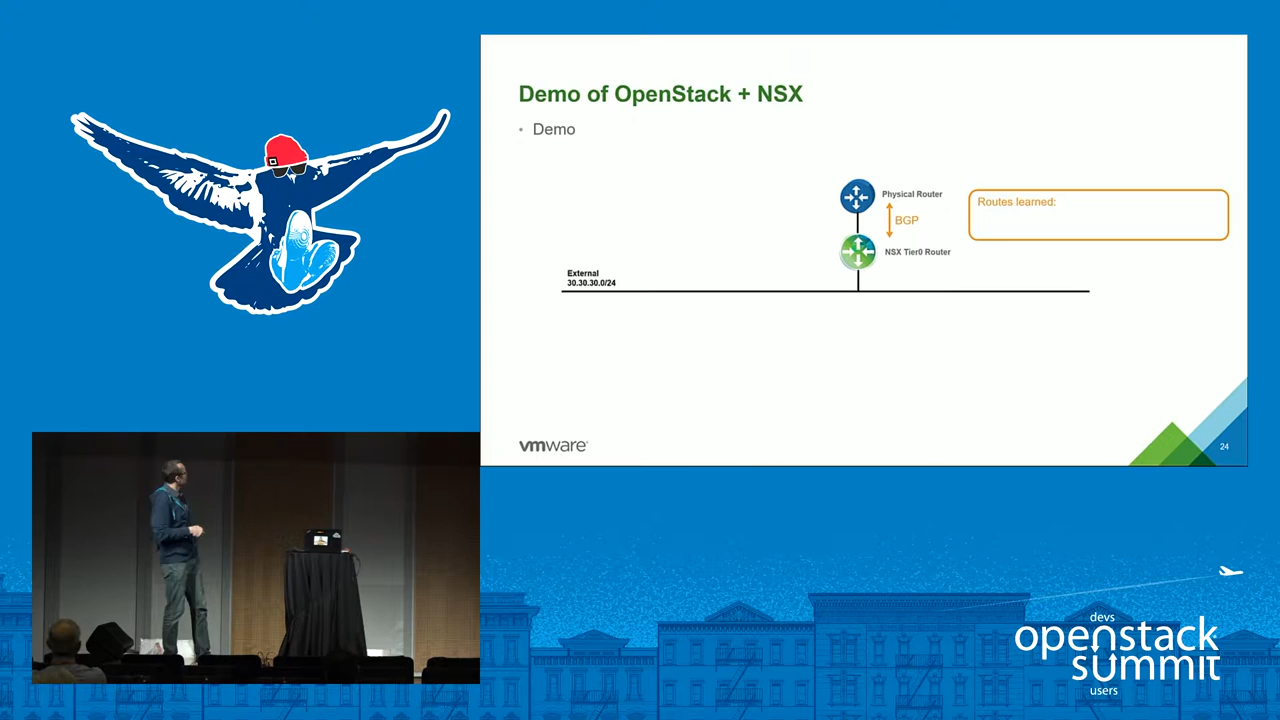 Demo of OpenStack + NSX
• Demo
Physical Router
BGP
Routes learned:
NSX Tier0 Router
External
30.30.30.0/24
vmware
24
devs
openstack
summit
users